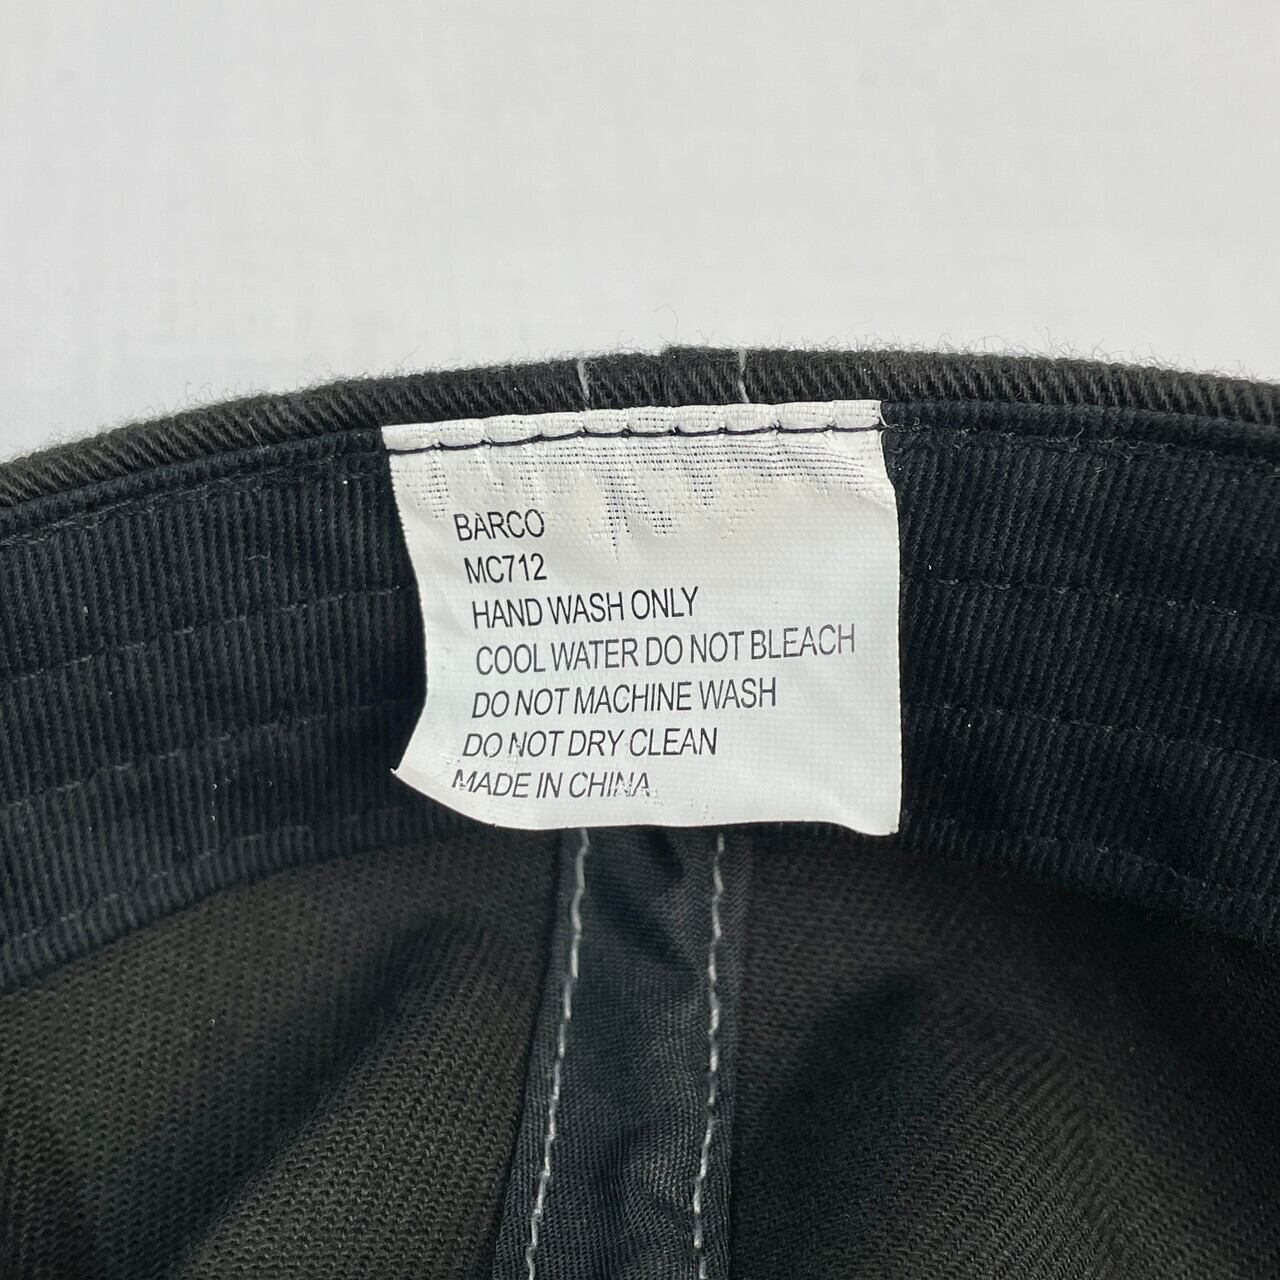 BARCO
MC712
HAND WASH ONLY
COOL WATER DO NOT BLEACH
DO NOT MACHINE WASH
DO NOT DRY CLEAN
MADE IN CHINA